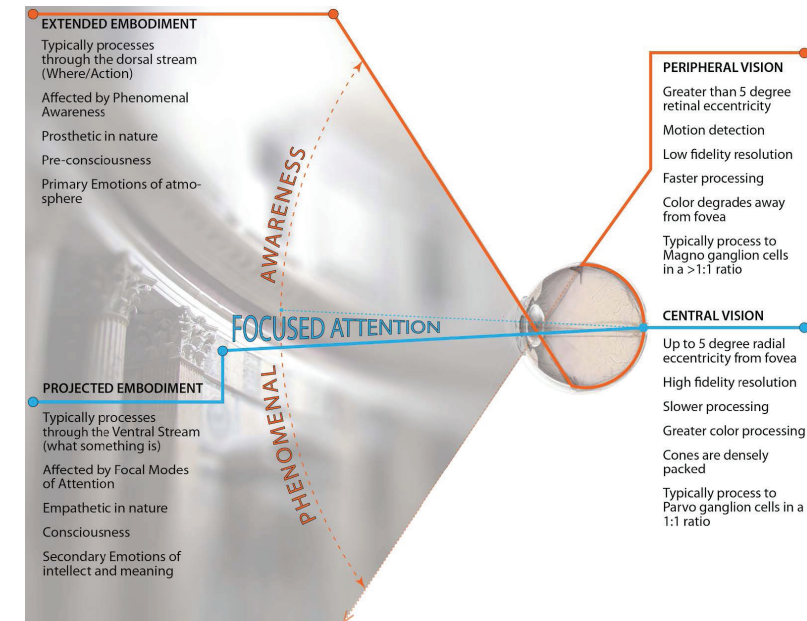 EXTENDED EMBODIMENT
Typically processes
through the dorsal stream
(Where/Action)
Affected by Phenomenal
Awareness
Prosthetic in nature
Pre-consciousness
Primary Emotions of atmo-
sphere
PERIPHERAL VISION
Greater than 5 degree
retinal eccentricity
Motion detection
Low fidelity resolution
Faster processing
Color degrades away
from fovea
Typically process to
Magno ganglion cells
in a >1:1 ratio
PHENOMENAL
AWARENESS
FOCUSED ATTENTION
PROJECTED EMBODIMENT
Typically processes
through the Ventral Stream
(what something is)
Affected by Focal Modes
of Attention
Empathetic in nature
Consciousness
Secondary Emotions of
intellect and meaning
CENTRAL VISION
Up to 5 degree radial
eccentricity from fovea
High fidelity resolution
Slower processing
Greater color processing
Cones are densely
packed
Typically process to
Parvo ganglion cells in a
1:1 ratio